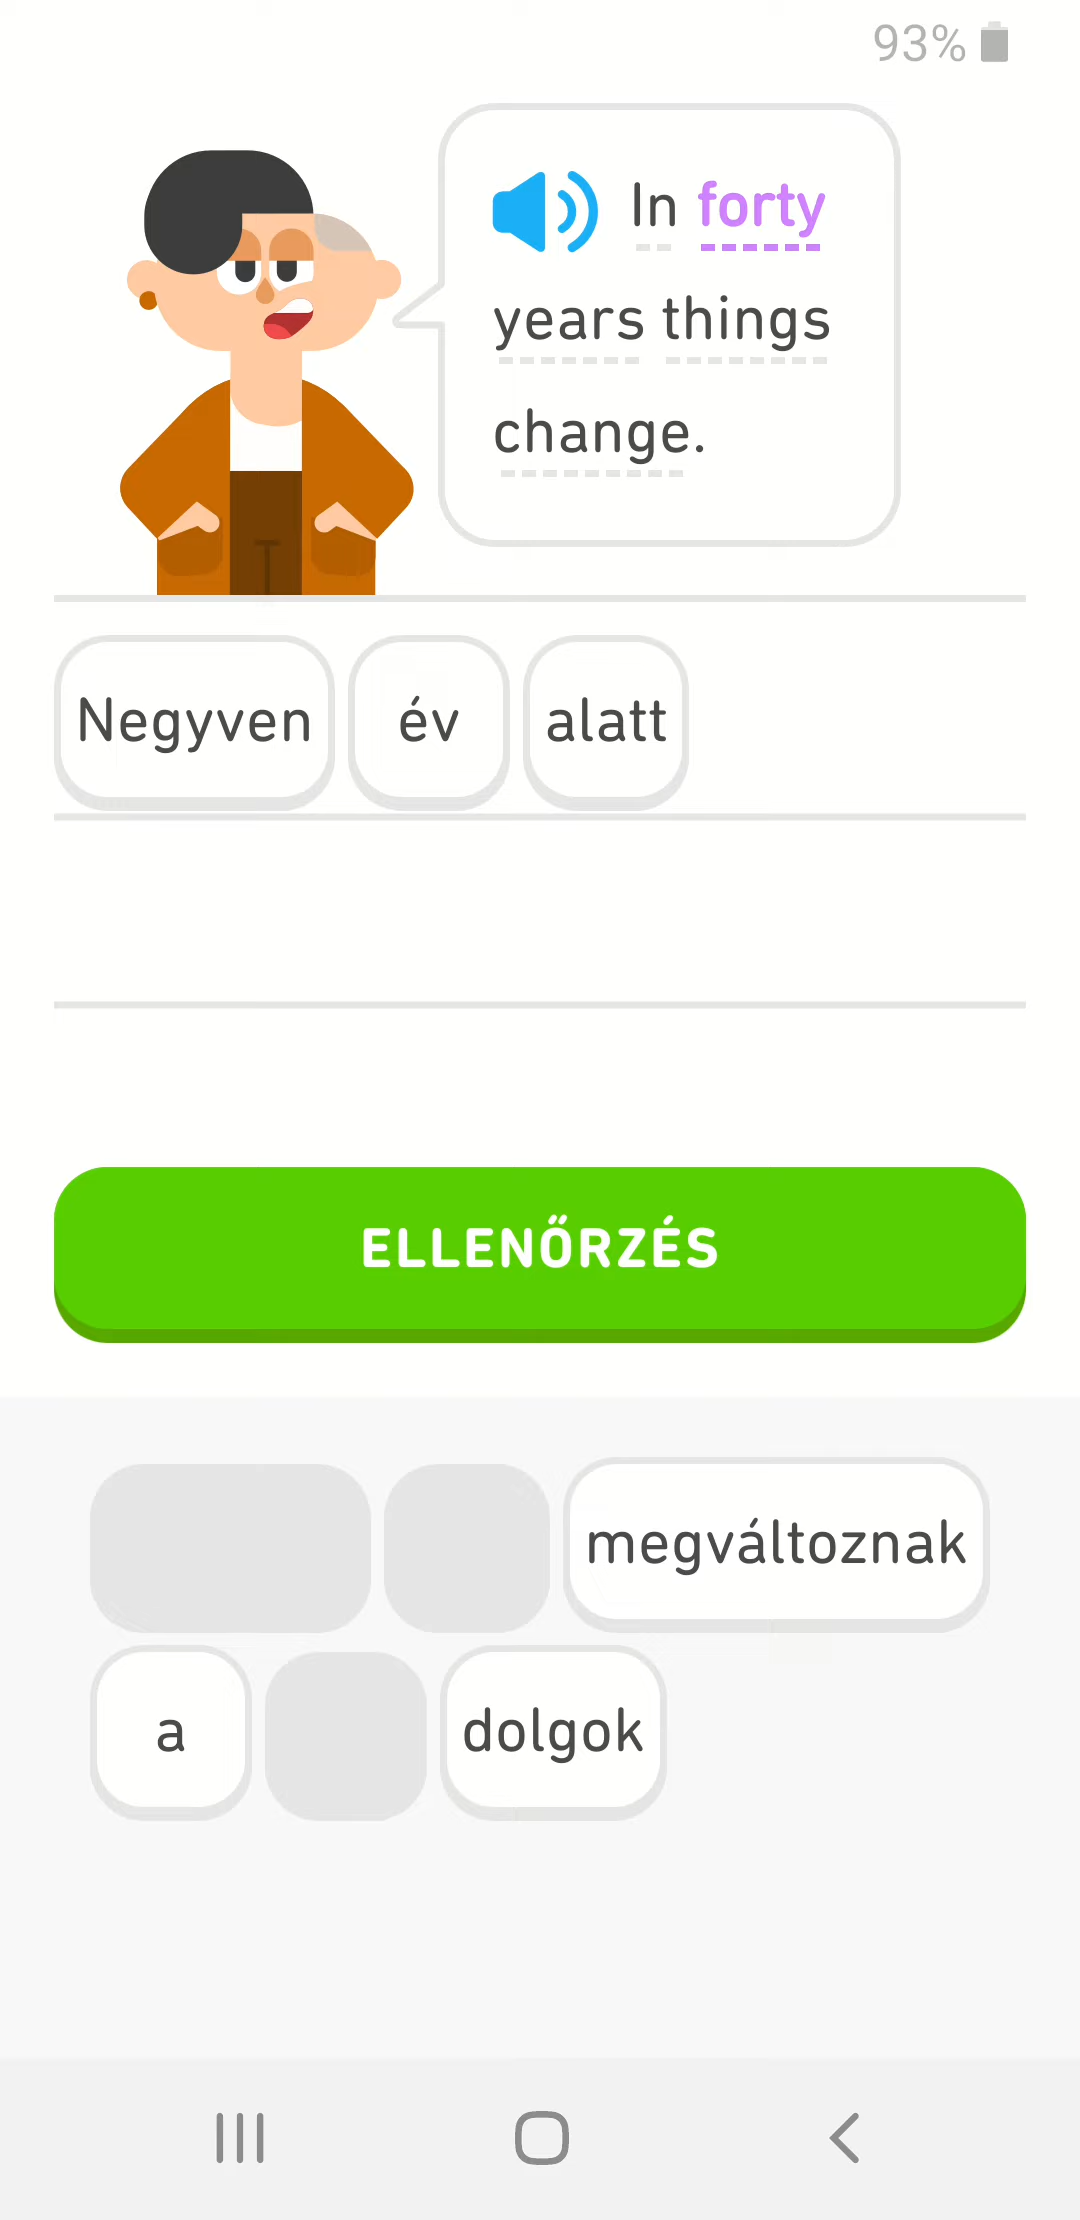 93%
In forty
years things
change.
Negyven év alatt
ELLENŐRZÉS
megváltoznak
a dolgok